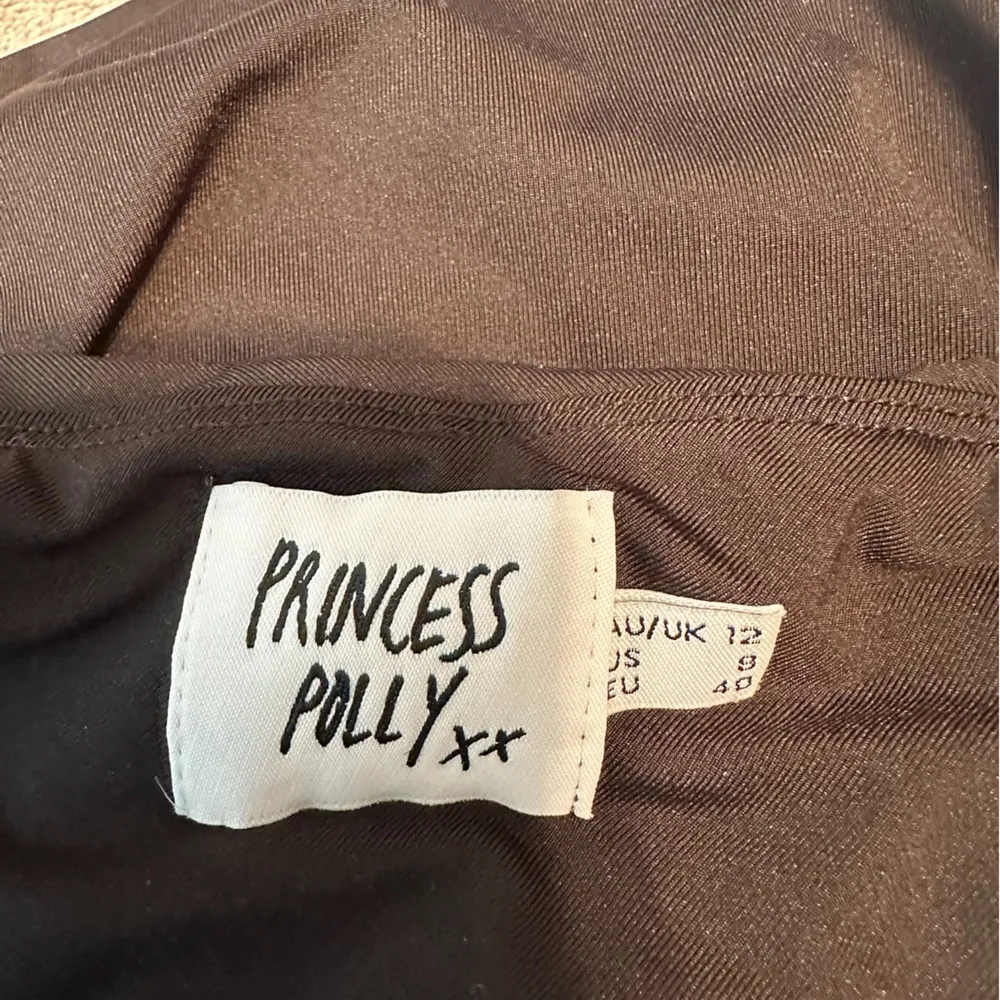 PRINCESS
POLLY xx
AU/UK 12
US 8
EU 40